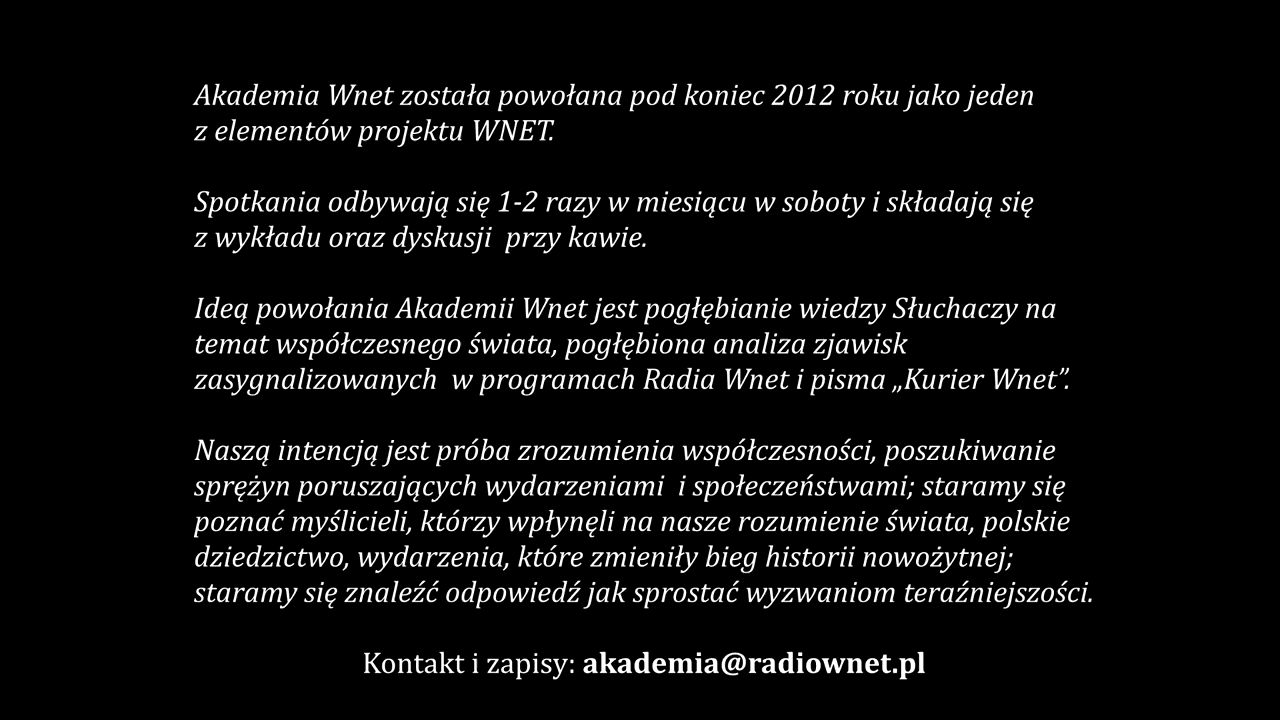 Akademia Wnet została powołana pod koniec 2012 roku jako jeden
z elementów projektu WNET.
Spotkania odbywają się 1-2 razy w miesiącu w soboty i składają się
z wykładu oraz dyskusji  przy kawie.
Ideą powołania Akademii Wnet jest pogłębianie wiedzy Słuchaczy na
temat współczesnego świata, pogłębiona analiza zjawisk
zasygnalizowanych  w programach Radia Wnet i pisma „Kurier Wnet”.
Naszą intencją jest próba zrozumienia współczesności, poszukiwanie
sprężyn poruszających wydarzeniami  i społeczeństwami; staramy się
poznać myślicieli, którzy wpłynęli na nasze rozumienie świata, polskie
dziedzictwo, wydarzenia, które zmieniły bieg historii nowożytnej;
staramy się znaleźć odpowiedź jak sprostać wyzwaniom teraźniejszości.
Kontakt i zapisy: akademia@radiownet.pl